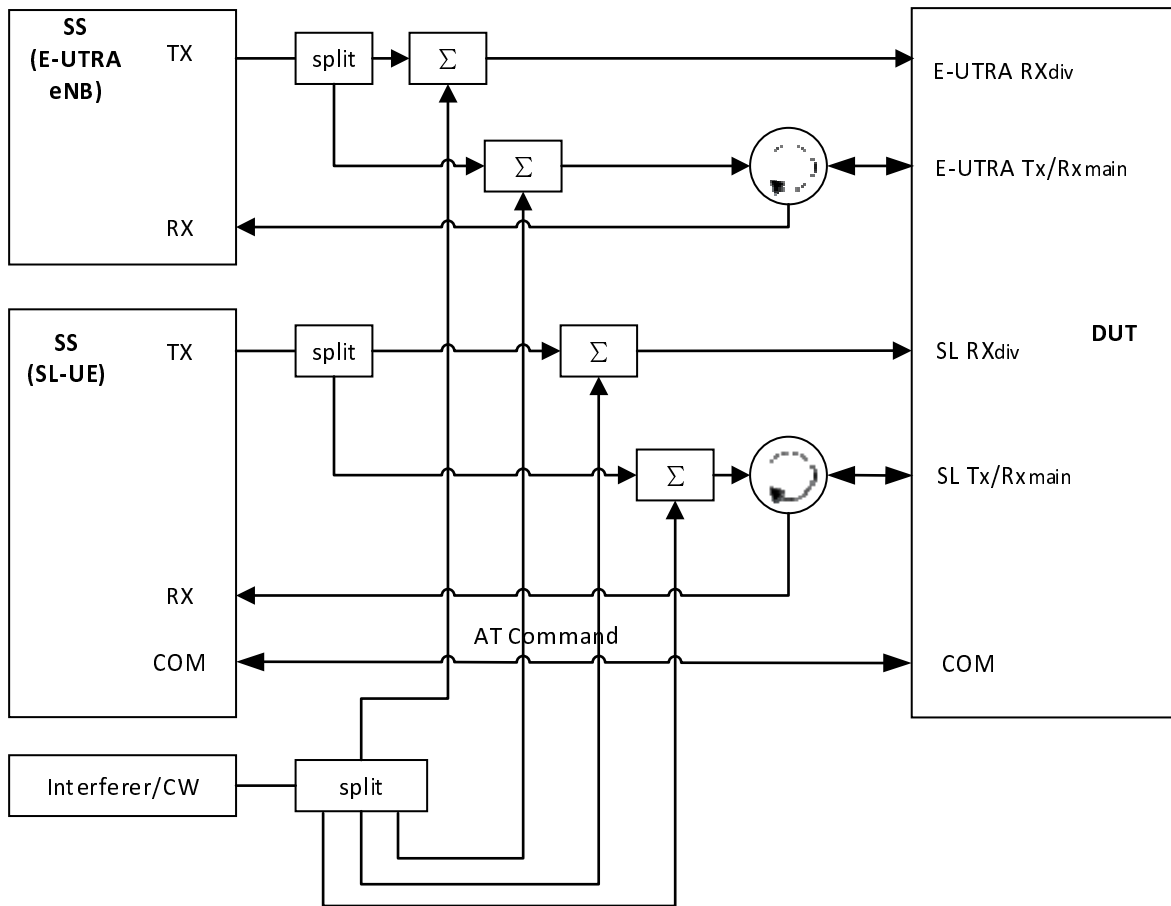 SS
(E-UTRA
eNB)
TX
split
Σ
E-UTRA RXdiv
Σ
E-UTRA Tx/Rxmain
RX
SS
(SL-UE)
TX
split
Σ
SL RXdiv
DUT
Σ
SL Tx/Rxmain
RX
AT Command
COM
COM
Interferer/CW
split